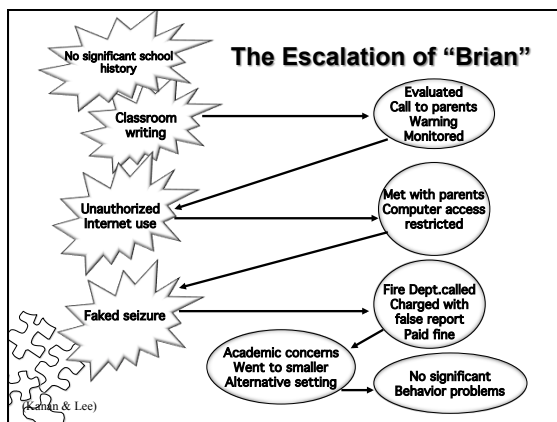 No significant school
history
The Escalation of “Brian”
Classroom
writing
Evaluated
Call to parents
Warning
Monitored
Unauthorized
Internet use
Met with parents
Computer access
restricted
Faked seizure
Fire Dept.called
Charged with
false report
Paid fine
Academic concerns
Went to smaller
Alternative setting
No significant
Behavior problems
(Kanan & Lee)